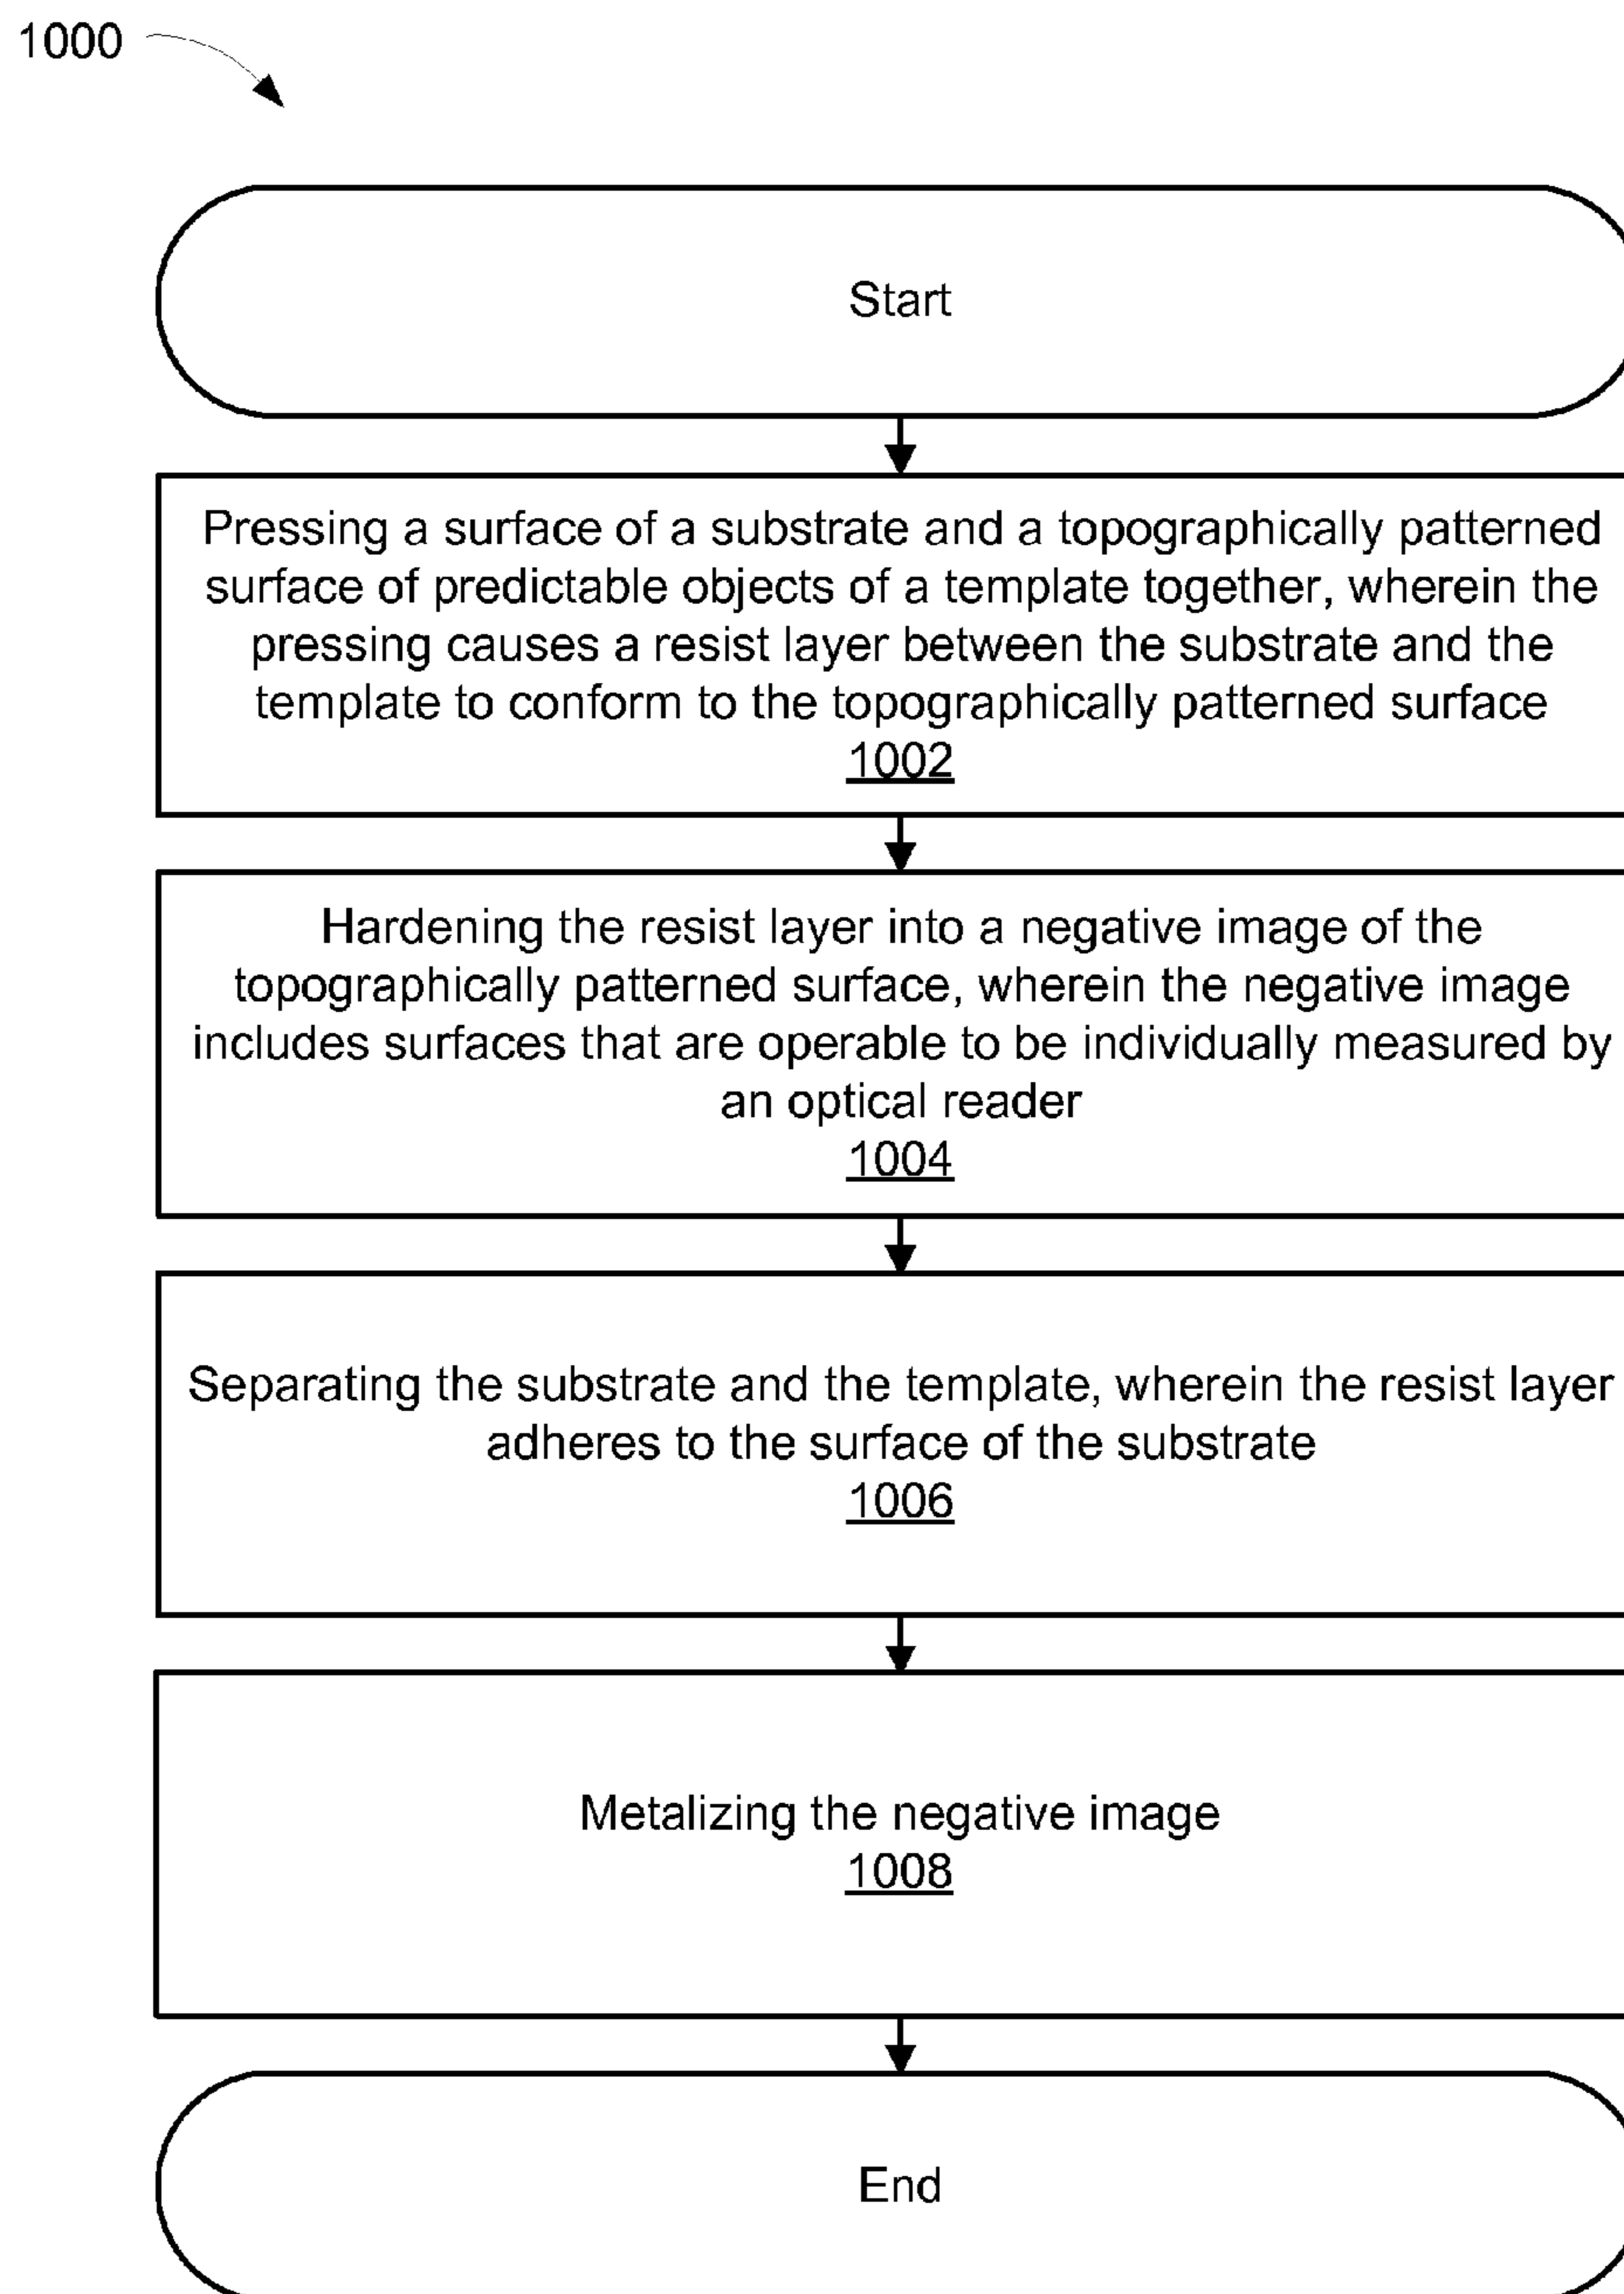 1000
Start
Pressing a surface of a substrate and a topographically patterned
surface of predictable objects of a template together, wherein the
pressing causes a resist layer between the substrate and the
template to conform to the topographically patterned surface
1002
Hardening the resist layer into a negative image of the
topographically patterned surface, wherein the negative image
includes surfaces that are operable to be individually measured by
an optical reader
1004
Separating the substrate and the template, wherein the resist layer
adheres to the surface of the substrate
1006
Metalizing the negative image
1008
End